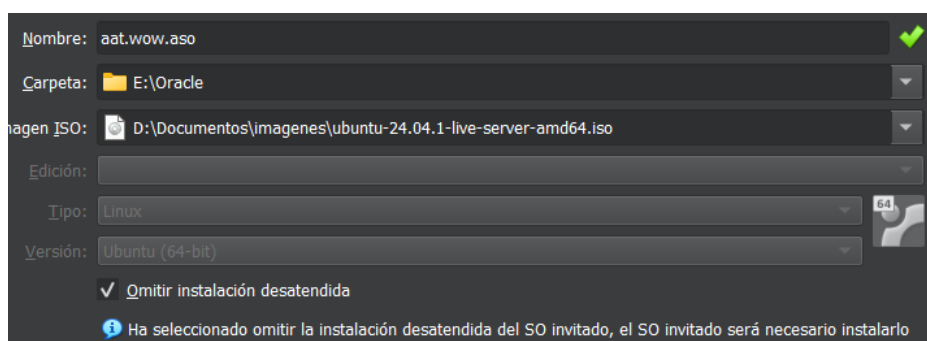 Nombre: aat.wow.aso
Carpeta: E:\Oracle
agen ISO: D:\Documentos\imagenes\ubuntu-24.04.1-live-server-amd64.iso
Edición:
Tipo: Linux
64
Versión: Ubuntu (64-bit)
Omitir instalación desatendida
Ha seleccionado omitir la instalación desatendida del SO invitado, el SO invitado será necesario instalarlo